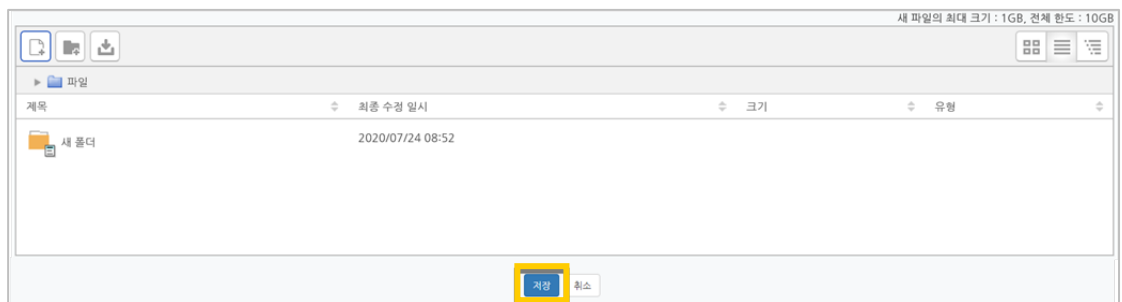 새 파일의 최대 크기 : 1GB, 전체 한도 : 10GB
파일
제목 최종 수정 일시 크기 유형
새 폴더 2020/07/24 08:52
저장 취소